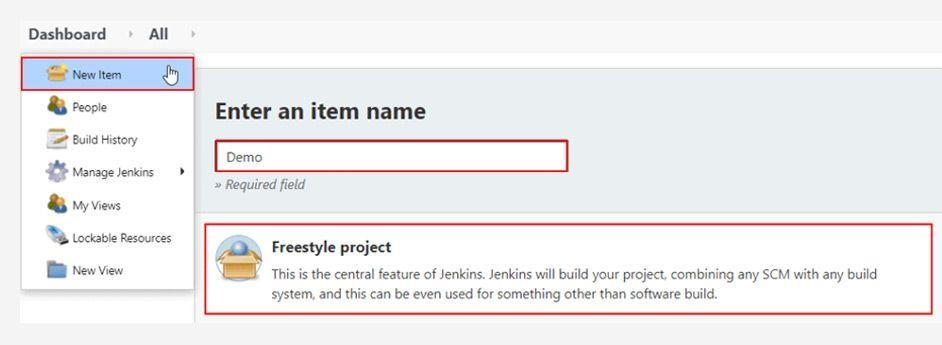 Dashboard All
New Item
People
Build History
Manage Jenkins
My Views
Lockable Resources
New View
Enter an item name
Demo
» Required field
Freestyle project
This is the central feature of Jenkins. Jenkins will build your project, combining any SCM with any build
system, and this can be even used for something other than software build.